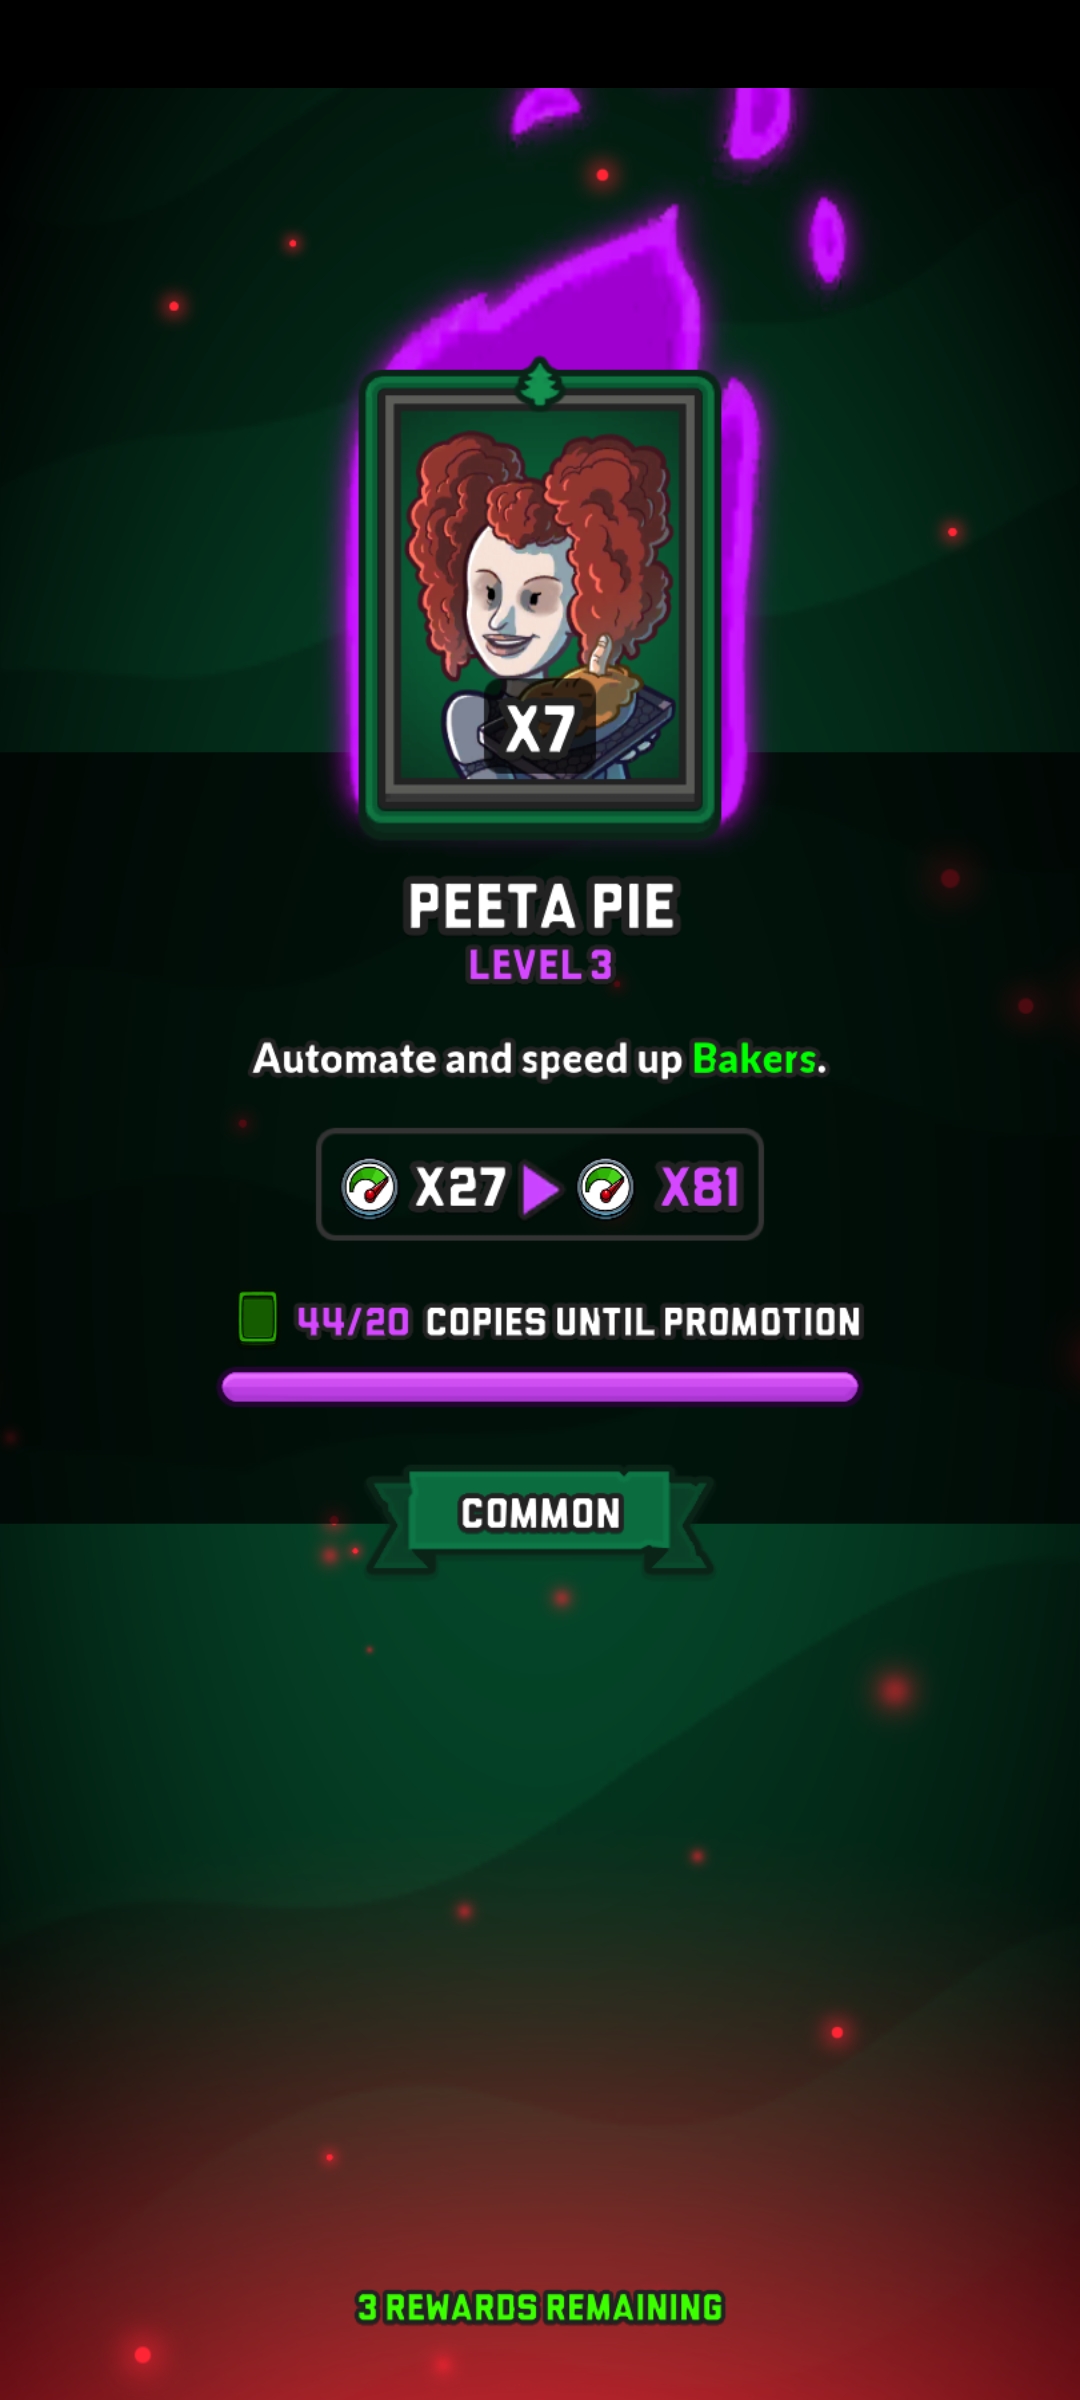 X7
PEETA PIE
LEVEL 3
Automate and speed up Bakers.
X27 X81
44/20 COPIES UNTIL PROMOTION
COMMON
3 REWARDS REMAINING